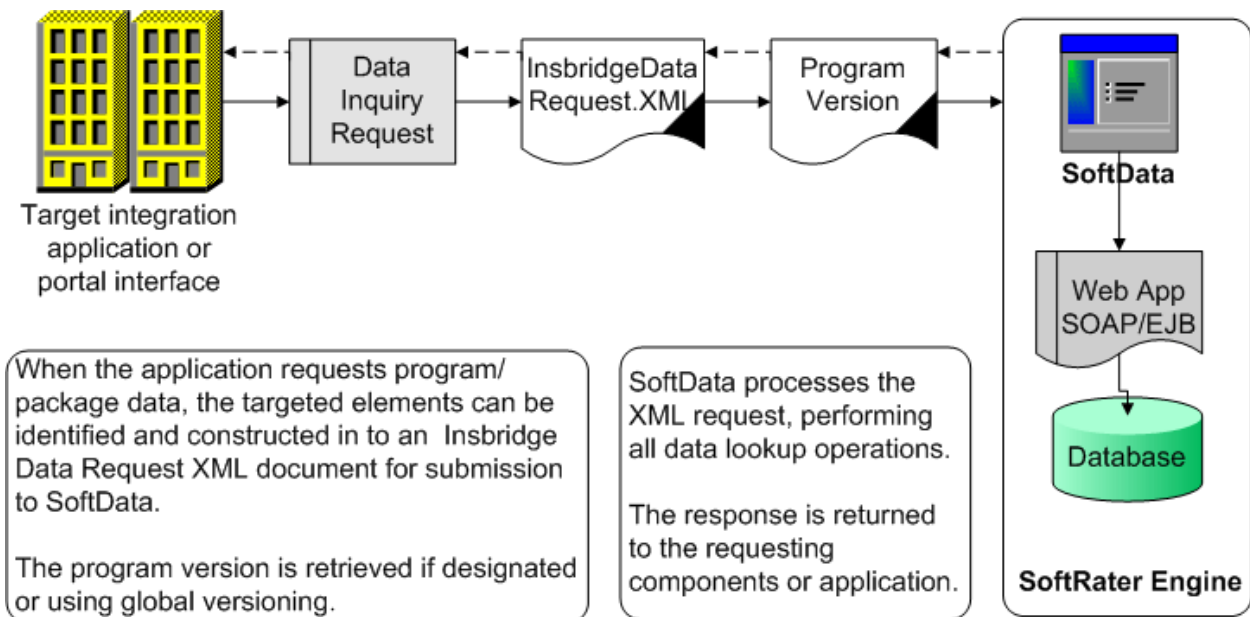 Target integration
application or
portal interface
Data
Inquiry
Request
InsbridgeData
Request.XML
Program
Version
SoftData
Web App
SOAP/EJB
Database
SoftRater Engine
When the application requests program/
package data, the targeted elements can be
identified and constructed in to an Insbridge
Data Request XML document for submission
to SoftData.
The program version is retrieved if designated
or using global versioning.
SoftData processes the
XML request, performing
all data lookup operations.
The response is returned
to the requesting
components or application.